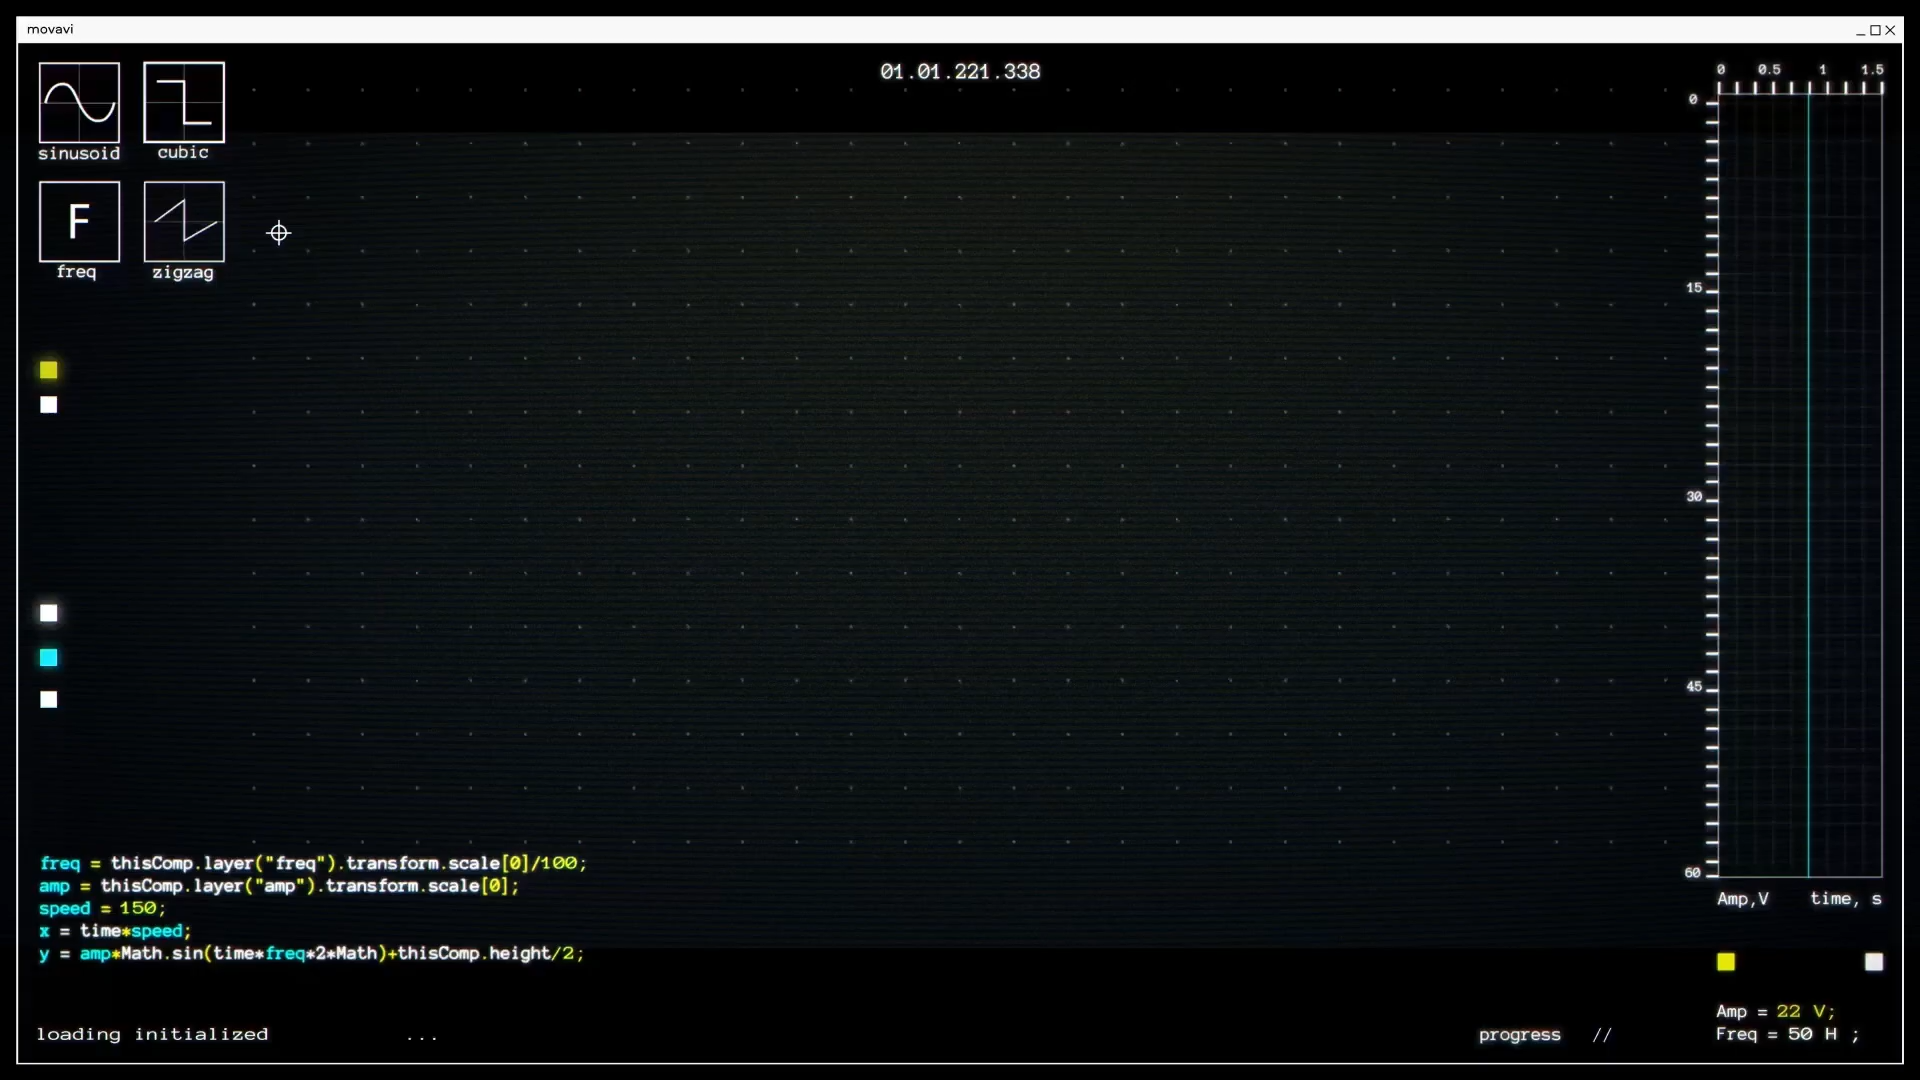 movavi
01.01.221.338
sinusoid
cubic
F
freq
zigzag
0 0.5 1 1.5
0
15
30
45
60
Amp,V time, s
freq = thisComp.layer("freq").transform.scale[0]/100;
amp = thisComp.layer("amp").transform.scale[0];
speed = 150;
x = time*speed;
y = amp*Math.sin(time*freq*2*Math)+thisComp.height/2;
loading initialized ...
progress //
Amp = 22 V;
Freq = 50 H ;